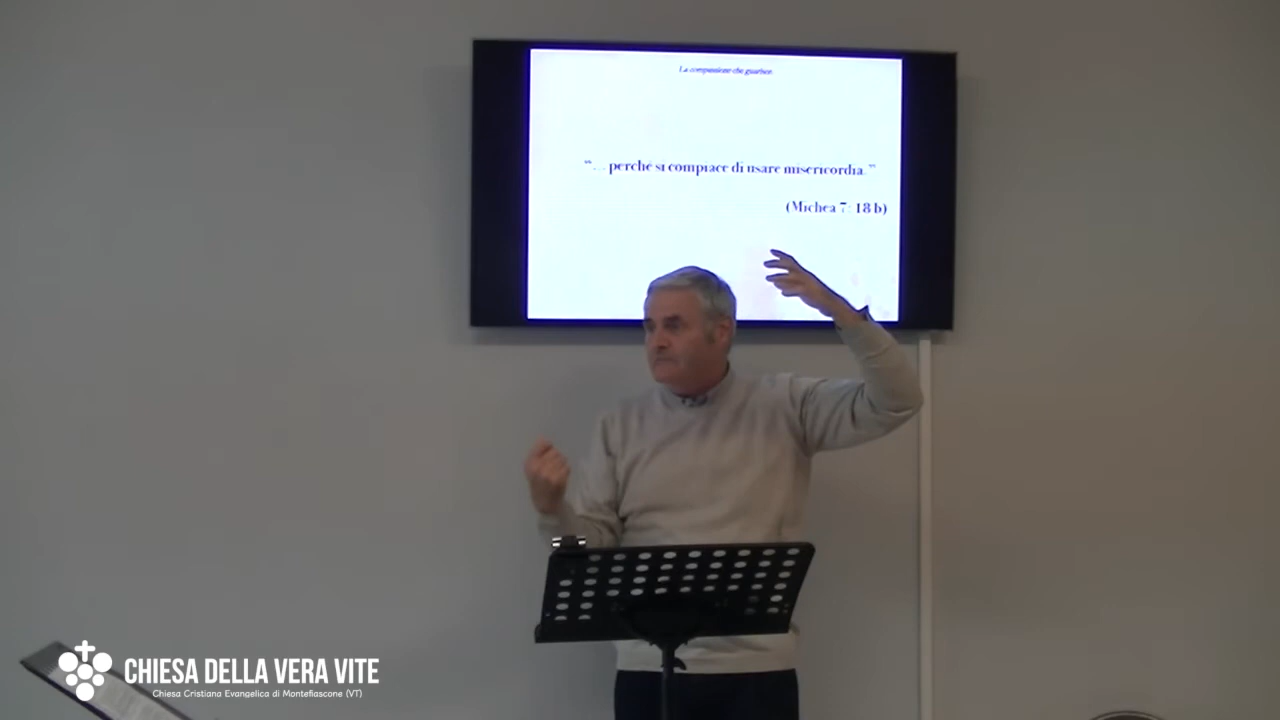 La compassione che guarisce
“... perché si compiace di usare misericordia.”
(Michea 7: 18 b)
CHIESA DELLA VERA VITE
Chiesa Cristiana Evangelica di Montefiascone (VT)